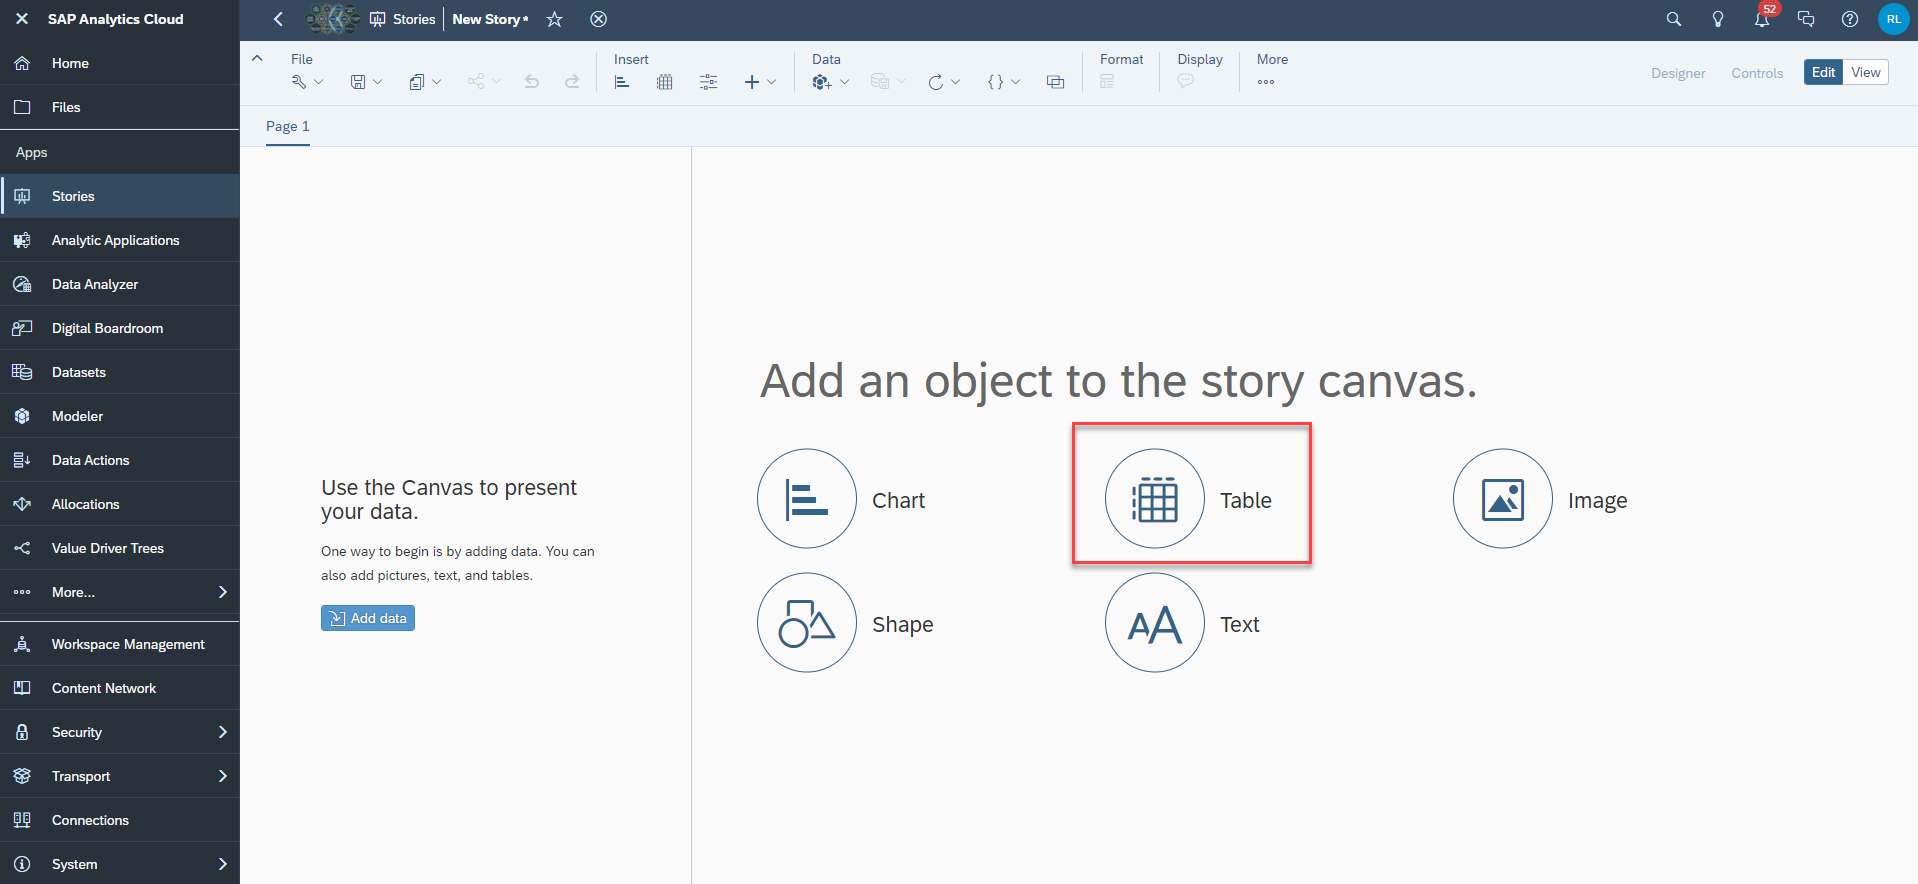 SAP Analytics Cloud
Stories
New Story *
52
RL
Home
Files
Apps
Stories
Analytic Applications
Data Analyzer
Digital Boardroom
Datasets
Modeler
Data Actions
Allocations
Value Driver Trees
More...
Workspace Management
Content Network
Security
Transport
Connections
System
File
Insert
Data
Format
Display
More
Designer
Controls
Edit
View
Page 1
Use the Canvas to present
your data.
One way to begin is by adding data. You can
also add pictures, text, and tables.
Add data
Add an object to the story canvas.
Chart
Table
Image
Shape
Text